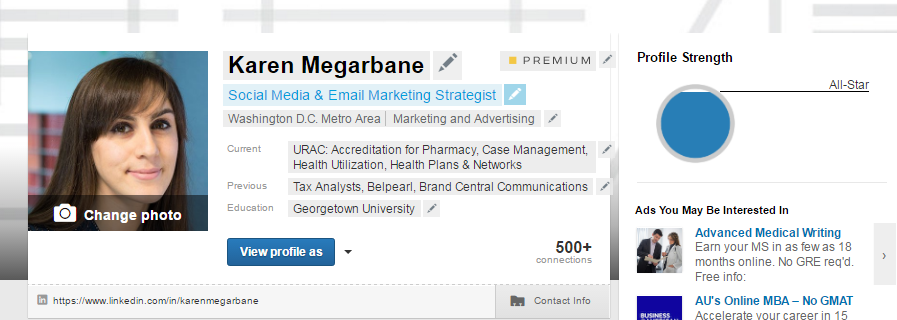 Karen Megarbane
PREMIUM
Social Media & Email Marketing Strategist
Washington D.C. Metro Area
Marketing and Advertising
Current
URAC: Accreditation for Pharmacy, Case Management,
Health Utilization, Health Plans & Networks
Previous
Tax Analysts, Belpearl, Brand Central Communications
Education
Georgetown University
Change photo
View profile as
500+
connections
in
https://www.linkedin.com/in/karenmegarbane
Contact Info
Profile Strength
All-Star
Ads You May Be Interested In
Advanced Medical Writing
Earn your MS in as few as 18
months online. No GRE req'd.
Free info:
BUSINESS
AU's Online MBA – No GMAT
Accelerate your career in 15